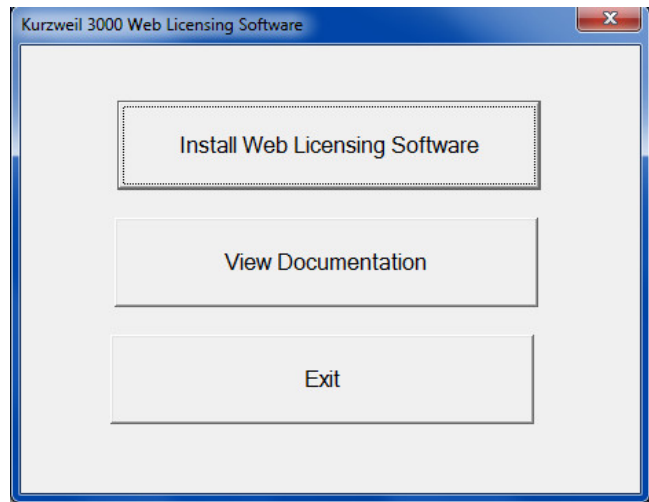 Kurzweil 3000 Web Licensing Software
Install Web Licensing Software
View Documentation
Exit